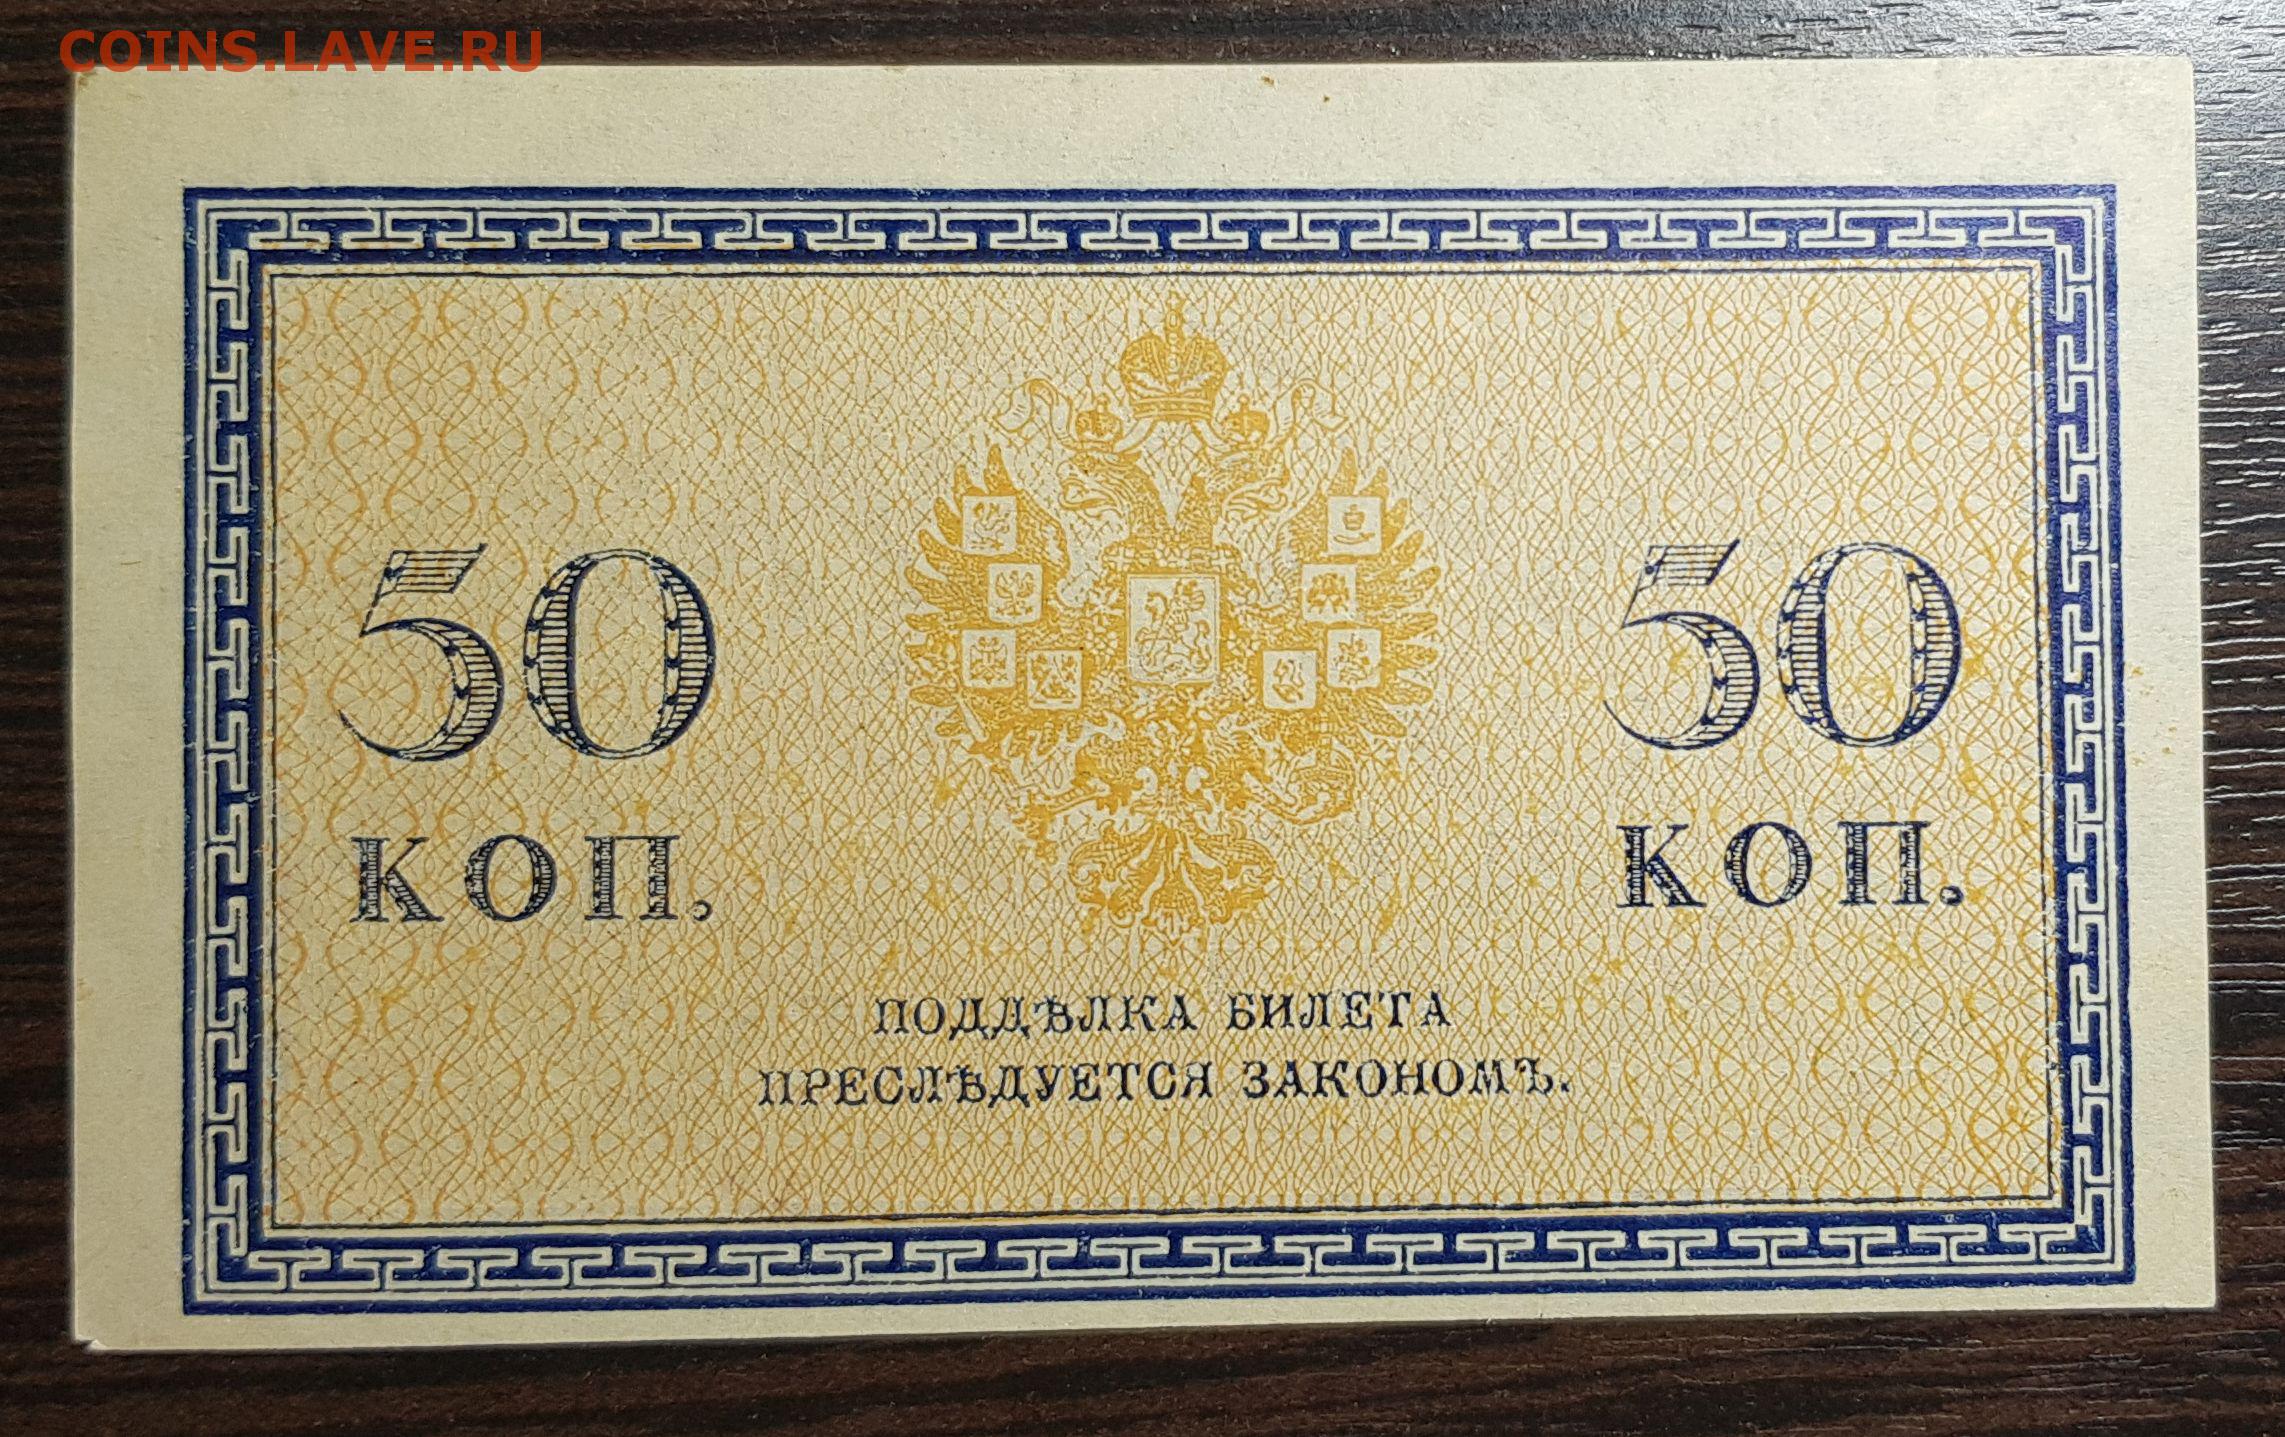 COINS.LAVE.RU
50 50
КОП. КОП.
ПОДДѢЛКА БИЛЕТА
ПРЕСЛѢДУЕТСЯ ЗАКОНОМЪ.